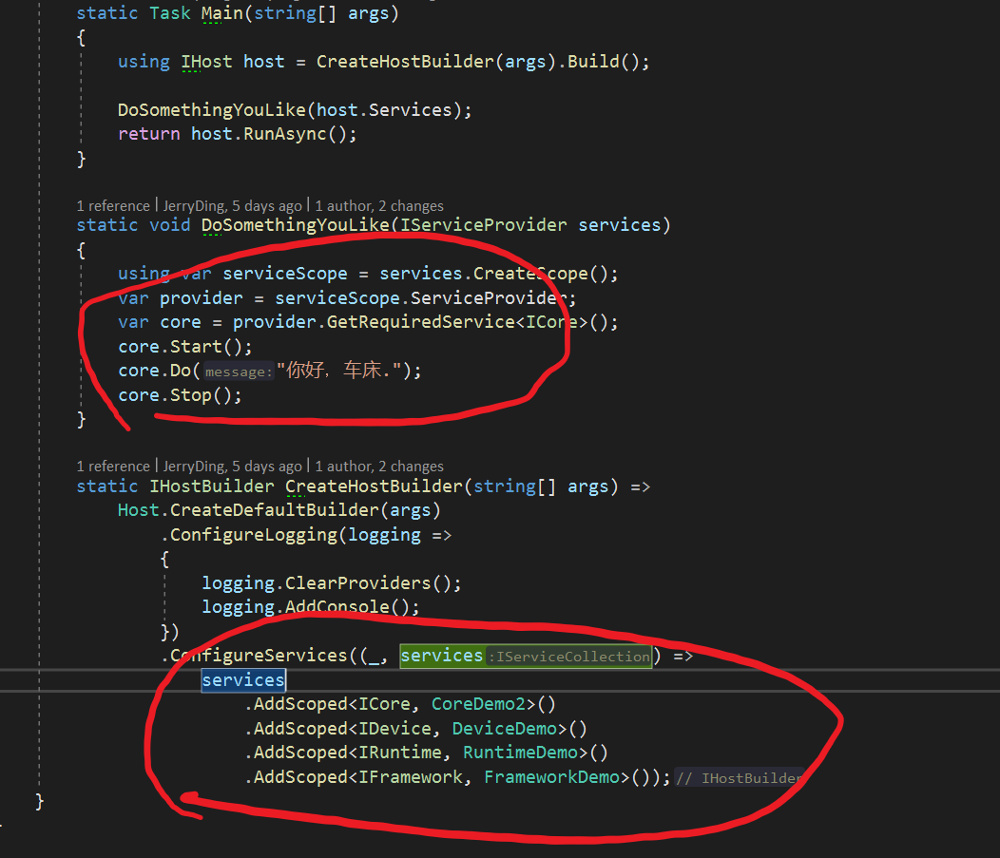 static Task Main(string[] args)
{
using IHost host = CreateHostBuilder(args).Build();
DoSomethingYouLike(host.Services);
return host.RunAsync();
}
1 reference | JerryDing, 5 days ago | 1 author, 2 changes
static void DoSomethingYouLike(IServiceProvider services)
{
using var serviceScope = services.CreateScope();
var provider = serviceScope.ServiceProvider;
var core = provider.GetRequiredService<ICore>();
core.Start();
core.Do(message:"你好, 车床.");
core.Stop();
}
1 reference | JerryDing, 5 days ago | 1 author, 2 changes
static IHostBuilder CreateHostBuilder(string[] args) =>
Host.CreateDefaultBuilder(args)
.ConfigureLogging(logging =>
{
logging.ClearProviders();
logging.AddConsole();
})
.ConfigureServices((_, services:IServiceCollection) =>
services
.AddScoped<ICore, CoreDemo2>()
.AddScoped<IDevice, DeviceDemo>()
.AddScoped<IRuntime, RuntimeDemo>()
.AddScoped<IFramework, FrameworkDemo>()); // IHostBuilder
}